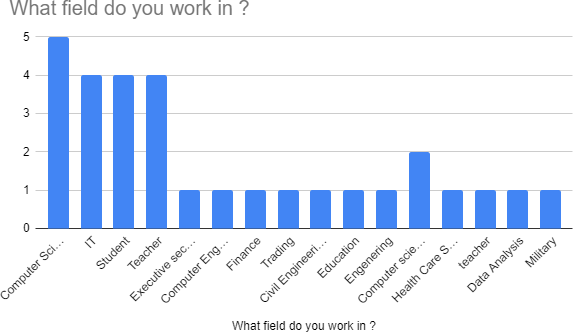 What field do you work in ?
5
4
3
2
1
0
Computer Sci…
IT
Student
Teacher
Executive sec…
Computer Eng…
Finance
Trading
Civil Engineeri…
Education
Engenering
Computer scie…
Health Care S…
teacher
Data Analysis
Military
What field do you work in ?